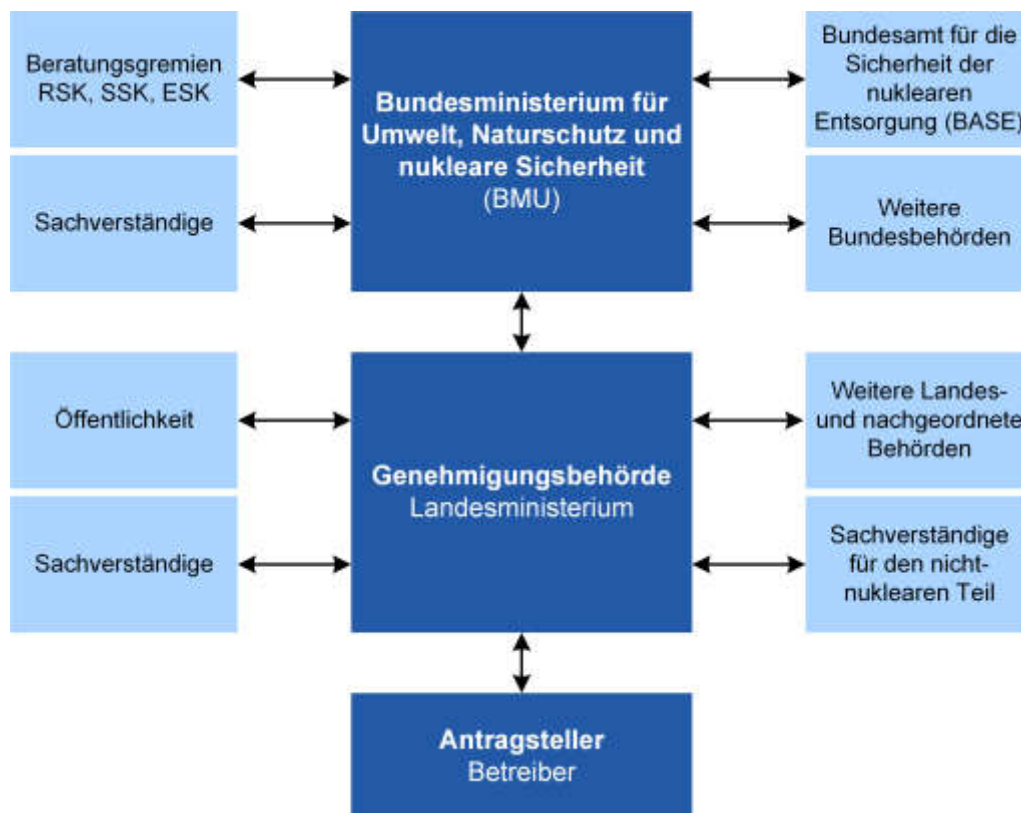 Beratungsgremien
RSK, SSK, ESK
Sachverständige
Bundesministerium für
Umwelt, Naturschutz und
nukleare Sicherheit
(BMU)
Bundesamt für die
Sicherheit der
nuklearen
Entsorgung (BASE)
Weitere
Bundesbehörden
Öffentlichkeit
Sachverständige
Genehmigungsbehörde
Landesministerium
Weitere Landes-
und nachgeordnete
Behörden
Sachverständige
für den nicht-
nuklearen Teil
Antragsteller
Betreiber